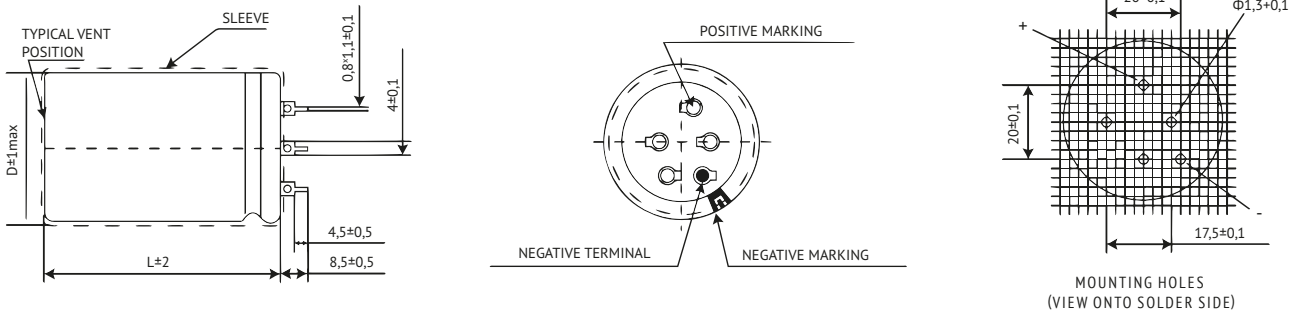 SLEEVE
TYPICAL VENT
POSITION
0,8×1,1±0,1
4±0,1
D±1max
4,5±0,5
L±2
8,5±0,5
POSITIVE MARKING
NEGATIVE TERMINAL
NEGATIVE MARKING
Φ1,3+0,1
+
20±0,1
-
17,5±0,1
MOUNTING HOLES
(VIEW ONTO SOLDER SIDE)